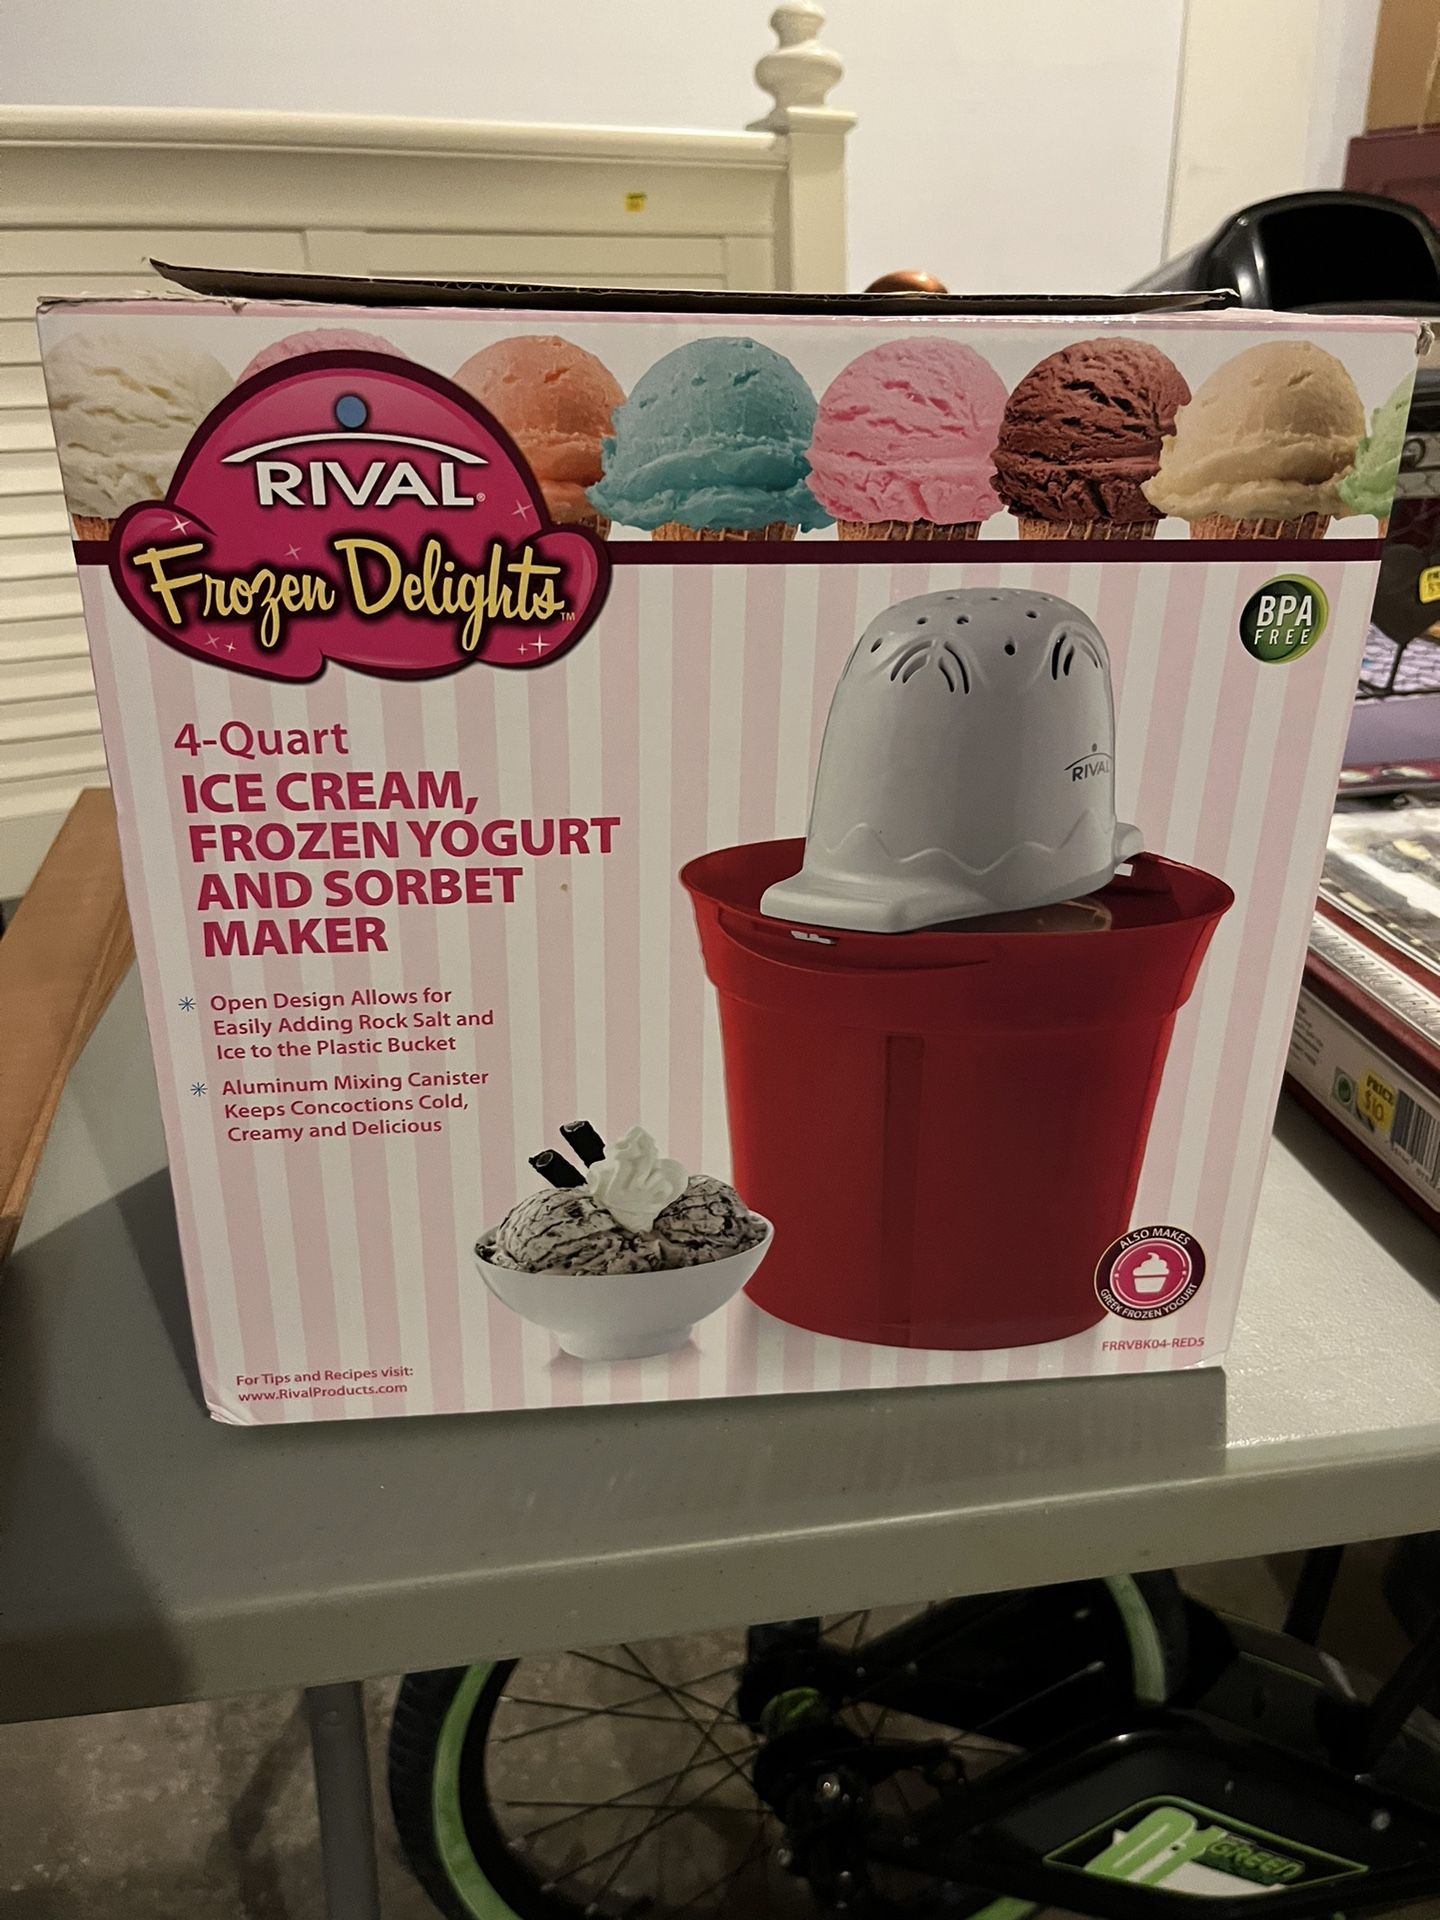 RIVAL®
Frozen Delights™
BPA
FREE
4-Quart
ICE CREAM,
FROZEN YOGURT
AND SORBET
MAKER
RIVAL
Open Design Allows for
Easily Adding Rock Salt and
Ice to the Plastic Bucket
Aluminum Mixing Canister
Keeps Concoctions Cold,
Creamy and Delicious
ALSO MAKES
GREEK FROZEN YOGURT
FRRVBK04-RED5
For Tips and Recipes visit:
www.RivalProducts.com
PRICE
$10
GREEN